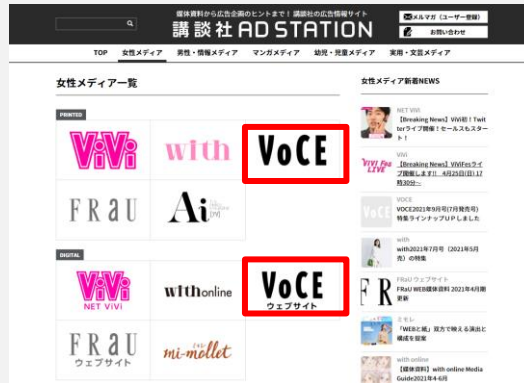 媒体資料から広告企画のヒントまで！ 講談社の広告情報サイト
講談社 AD STATION
メルマガ（ユーザー登録）
お問い合わせ
TOP 女性メディア 男性・情報メディア マンガメディア 幼児・児童メディア 実用・文芸メディア
女性メディア一覧
PRINTED
ViVi
with
VoCE
FRaU
Ai
[VV]
DIGITAL
ViVi
NET ViVi
withonline
VoCE
ウェブサイト
FRaU
ウェブサイト
mi-mollet
女性メディア新着NEWS
NET ViVi
【Breaking News】ViVi初！Twit
terライブ開催！セールスもスター
ト！
ViVi Fes
LIVE
ViVi
【Breaking News】ViViFesライ
ブ開催します!! 4月25日(日) 17
時30分～
VoCE
VOCE
VOCE2021年9月号(7月発売号)
特集ラインナップUPしました
with
with2021年7月号（2021年5月
売）の特集
FR
FRaU ウェブサイト
FRaU WEB媒体資料 2021年4月期
更新
ミモレ
「WEBと紙」双方で映える演出と
構成を提案
with online
【媒体資料】with online Media
Guide2021年4-6月